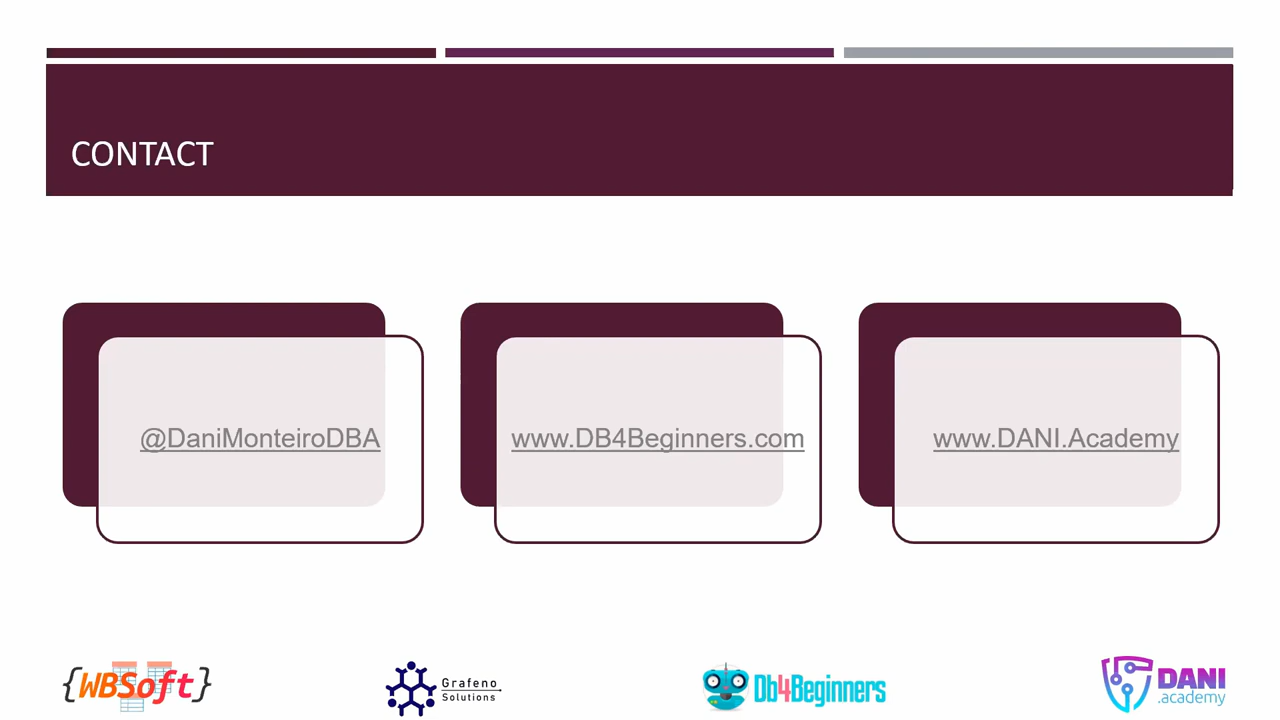 CONTACT
@DaniMonteiroDBA
www.DB4Beginners.com
www.DANI.Academy
{WBSoft}
Grafeno
Solutions
Db4Beginners
DANI
.academy